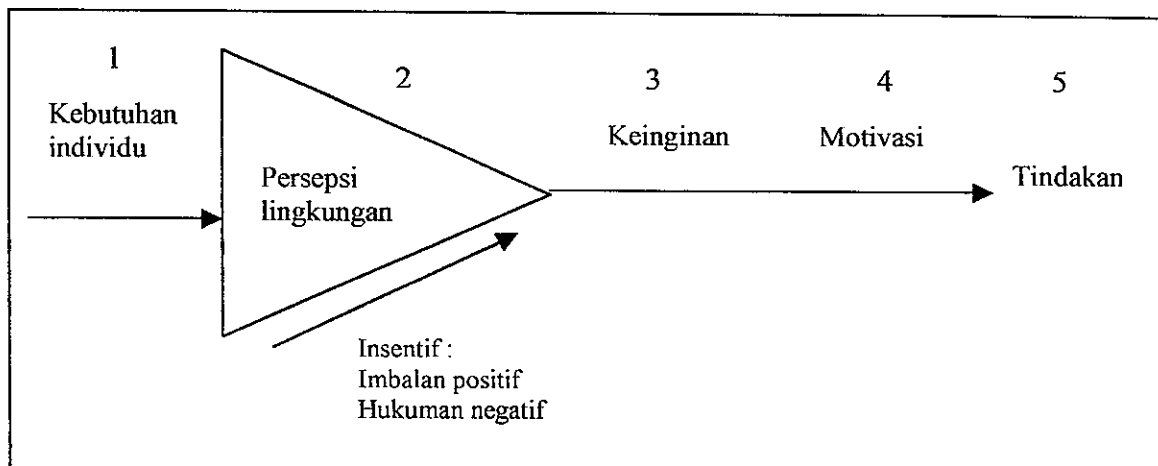 1
Kebutuhan
individu
2
Persepsi
lingkungan
3
Keinginan
4
Motivasi
5
Tindakan
Insentif :
Imbalan positif
Hukuman negatif